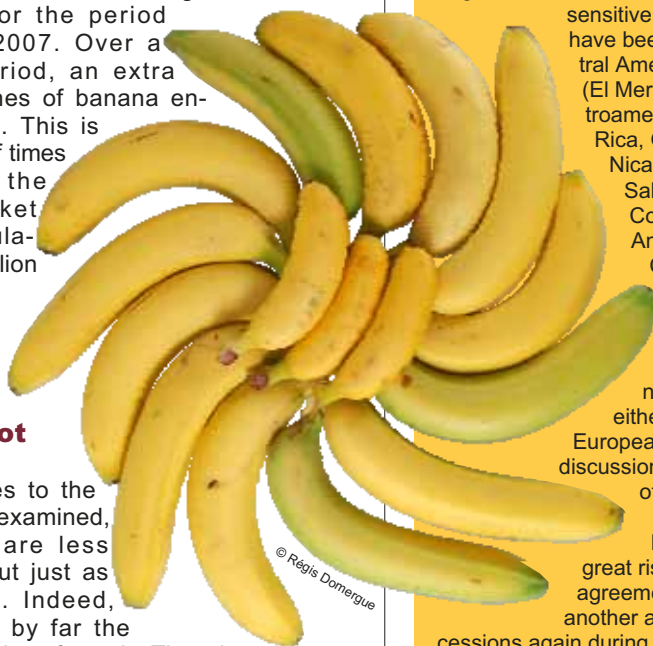 or the period
2007. Over a
riod, an extra
nes of banana en-
. This is
f times
the
ket
ula-
lion
ot
es to the
examined,
are less
ut just as
. Indeed,
by far the
© Régis Domergue
sensitive
have bee
tral Ame
(El Mer
troame
Rica,
Nica
Sal
Co
An
n
eithe
Europea
discussion
o
great ris
agreeme
another a
cessions again during